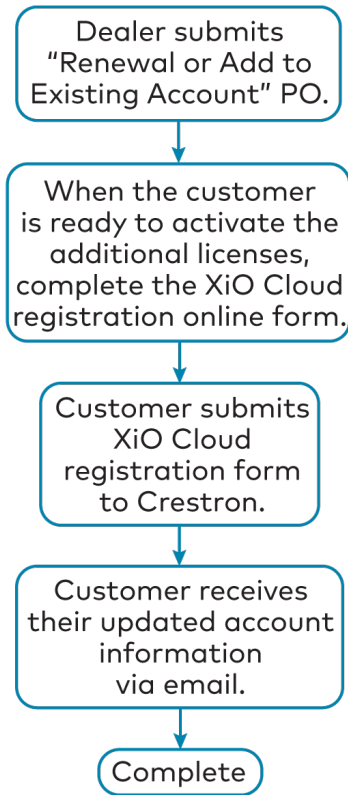 Dealer submits
“Renewal or Add to
Existing Account” PO.
When the customer
is ready to activate the
additional licenses,
complete the XiO Cloud
registration online form.
Customer submits
XiO Cloud
registration form
to Crestron.
Customer receives
their updated account
information
via email.
Complete